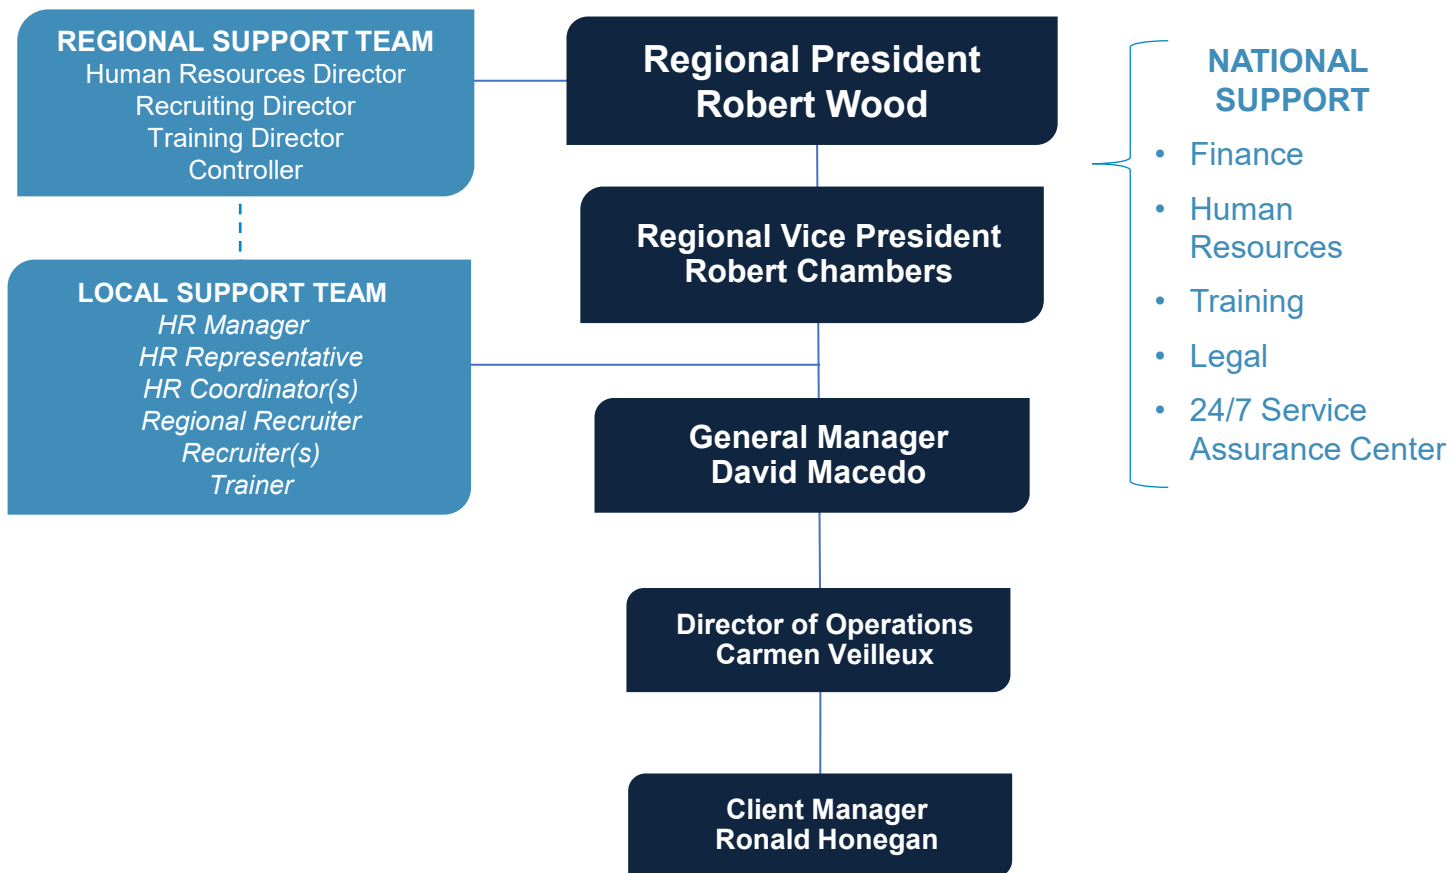 REGIONAL SUPPORT TEAM
Human Resources Director
Recruiting Director
Training Director
Controller
Regional President
Robert Wood
NATIONAL
SUPPORT
• Finance
• Human
Resources
• Training
• Legal
• 24/7 Service
Assurance Center
Regional Vice President
Robert Chambers
LOCAL SUPPORT TEAM
HR Manager
HR Representative
HR Coordinator(s)
Regional Recruiter
Recruiter(s)
Trainer
General Manager
David Macedo
Director of Operations
Carmen Veilleux
Client Manager
Ronald Honegan